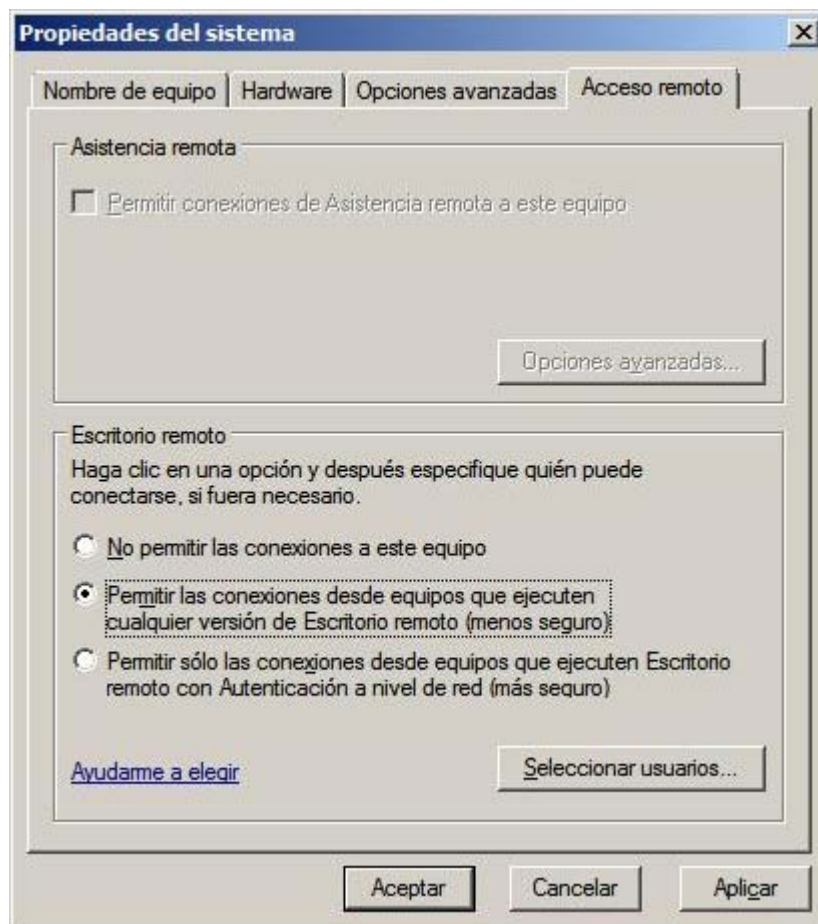 Propiedades del sistema
Nombre de equipo
Hardware
Opciones avanzadas
Acceso remoto
Asistencia remota
Permitir conexiones de Asistencia remota a este equipo
Opciones avanzadas...
Escritorio remoto
Haga clic en una opción y después especifique quién puede
conectarse, si fuera necesario.
No permitir las conexiones a este equipo
Permitir las conexiones desde equipos que ejecuten
cualquier versión de Escritorio remoto (menos seguro)
Permitir sólo las conexiones desde equipos que ejecuten Escritorio
remoto con Autenticación a nivel de red (más seguro)
Ayudarme a elegir
Seleccionar usuarios...
Aceptar
Cancelar
Aplicar